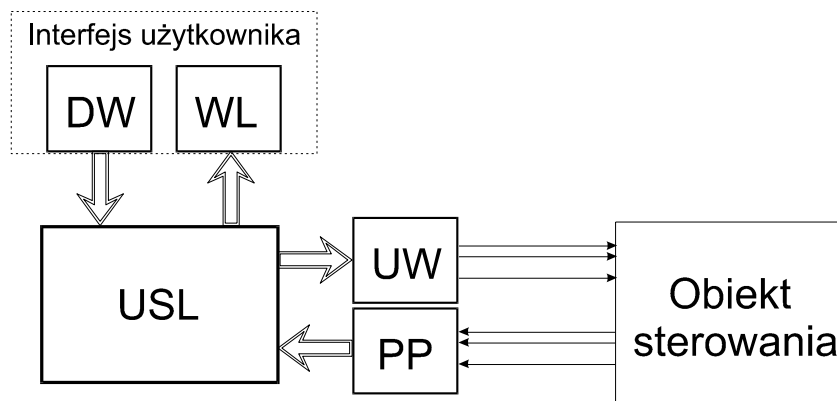 Interfejs użytkownika
DW
WL
USL
UW
PP
Obiekt
sterowania